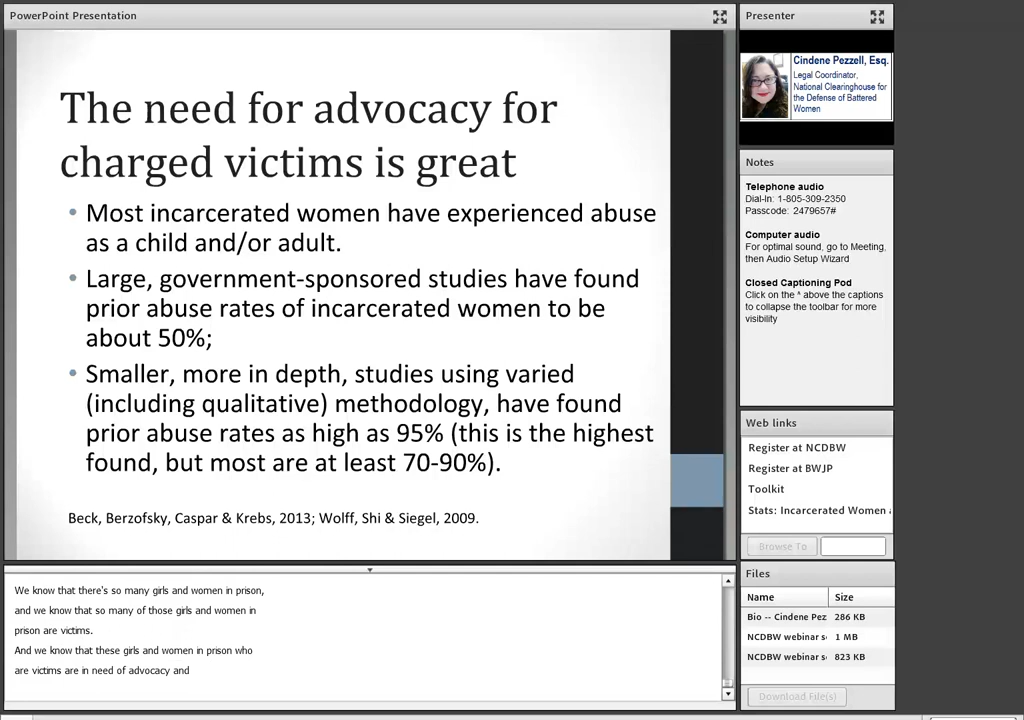 PowerPoint Presentation
The need for advocacy for
charged victims is great
• Most incarcerated women have experienced abuse
as a child and/or adult.
• Large, government-sponsored studies have found
prior abuse rates of incarcerated women to be
about 50%;
• Smaller, more in depth, studies using varied
(including qualitative) methodology, have found
prior abuse rates as high as 95% (this is the highest
found, but most are at least 70-90%).
Beck, Berzofsky, Caspar & Krebs, 2013; Wolff, Shi & Siegel, 2009.
We know that there's so many girls and women in prison,
and we know that so many of those girls and women in
prison are victims.
And we know that these girls and women in prison who
are victims are in need of advocacy and
Presenter
Cindene Pezzell, Esq.
Legal Coordinator,
National Clearinghouse for
the Defense of Battered
Women
Notes
Telephone audio
Dial-In: 1-805-309-2350
Passcode: 2479657#
Computer audio
For optimal sound, go to Meeting,
then Audio Setup Wizard
Closed Captioning Pod
Click on the ^ above the captions
to collapse the toolbar for more
visibility
Web links
Register at NCDBW
Register at BWJP
Toolkit
Stats: Incarcerated Women
Browse To
Files
Name Size
Bio -- Cindene Pez 286 KB
NCDBW webinar s 1 MB
NCDBW webinar s 823 KB
Download File(s)